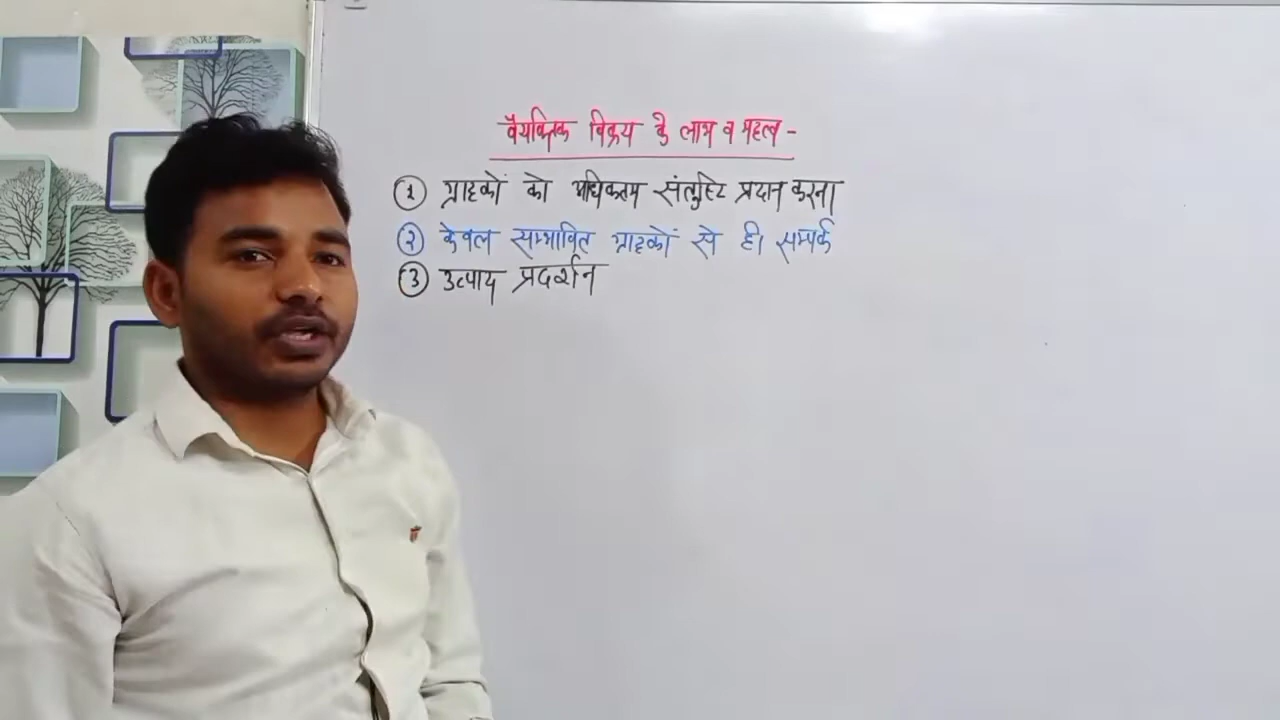 वैयक्तिक विक्रय के लाभ व महत्व -
① ग्राहकों को अधिकतम संतुष्टि प्रदान करना
② केवल सम्भावित ग्राहकों से ही सम्पर्क
③ उत्पाद प्रदर्शन